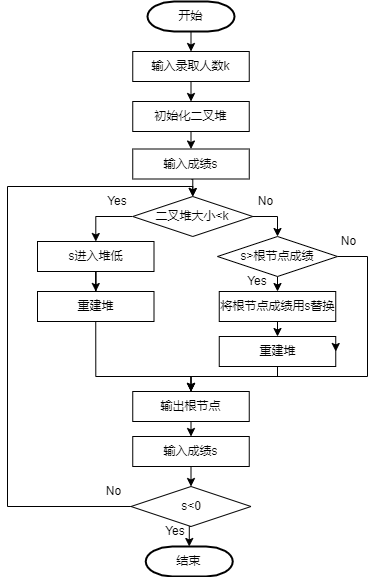 开始
输入录取人数k
初始化二叉堆
输入成绩s
Yes
二叉堆大小<k
No
s进入堆低
s>根节点成绩
No
Yes
重建堆
将根节点成绩用s替换
重建堆
输出根节点
输入成绩s
No
s<0
Yes
结束